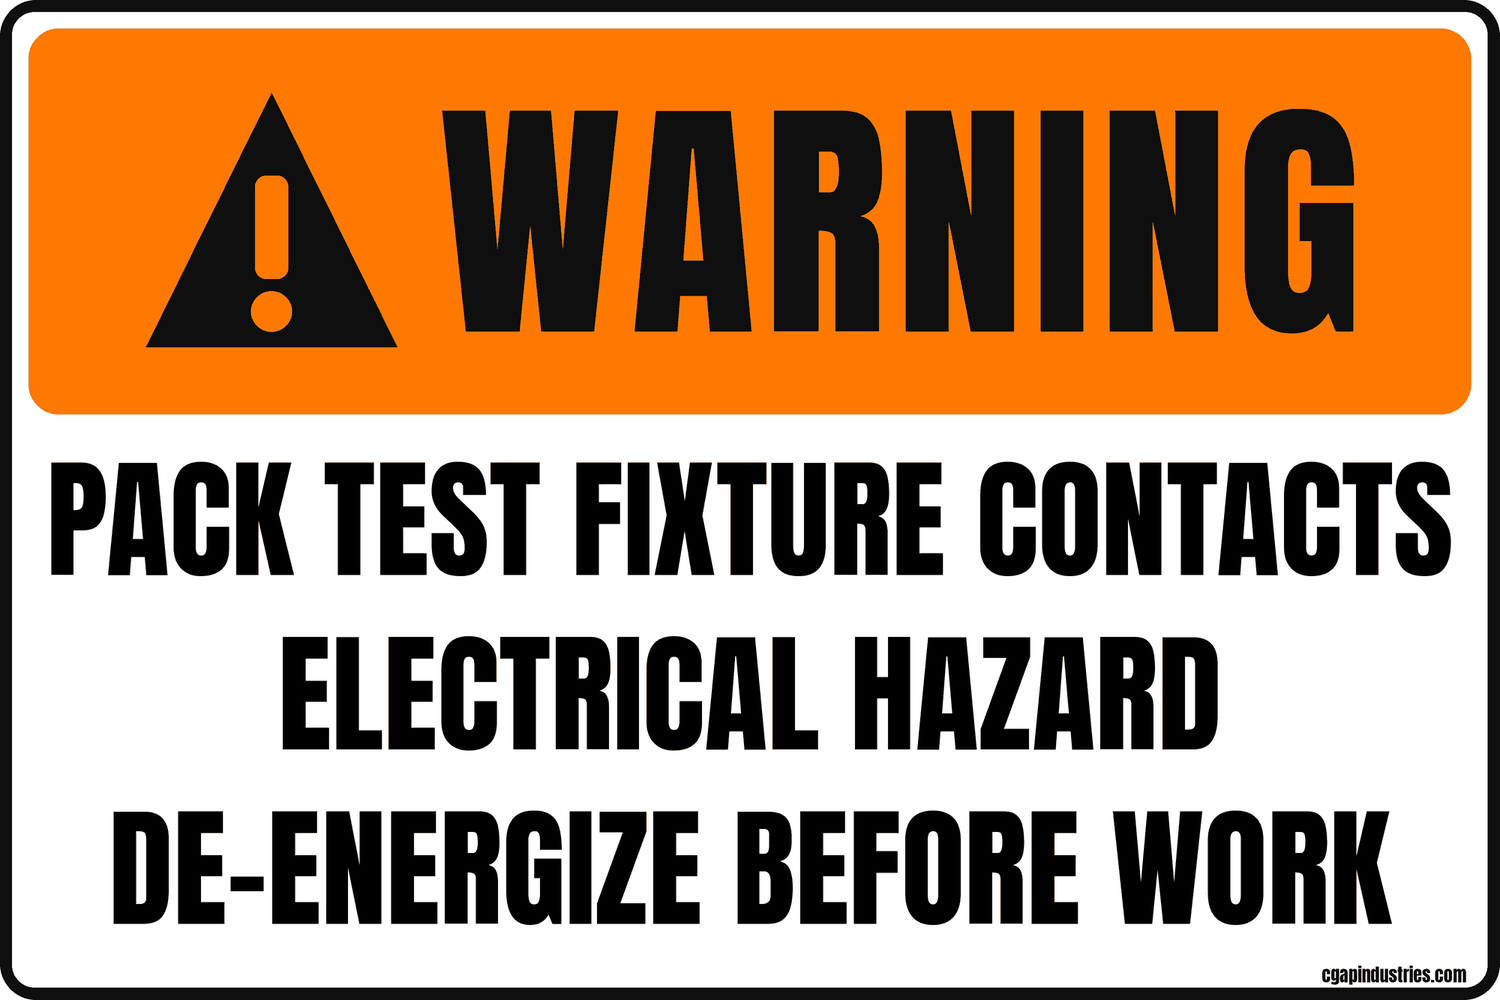 WARNING
PACK TEST FIXTURE CONTACTS
ELECTRICAL HAZARD
DE-ENERGIZE BEFORE WORK
cgapindustries.com